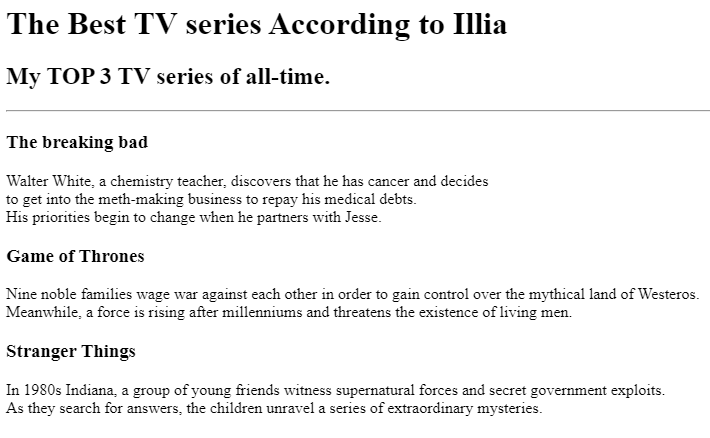 The Best TV series According to Illia
My TOP 3 TV series of all-time.
The breaking bad
Walter White, a chemistry teacher, discovers that he has cancer and decides
to get into the meth-making business to repay his medical debts.
His priorities begin to change when he partners with Jesse.
Game of Thrones
Nine noble families wage war against each other in order to gain control over the mythical land of Westeros.
Meanwhile, a force is rising after millenniums and threatens the existence of living men.
Stranger Things
In 1980s Indiana, a group of young friends witness supernatural forces and secret government exploits.
As they search for answers, the children unravel a series of extraordinary mysteries.